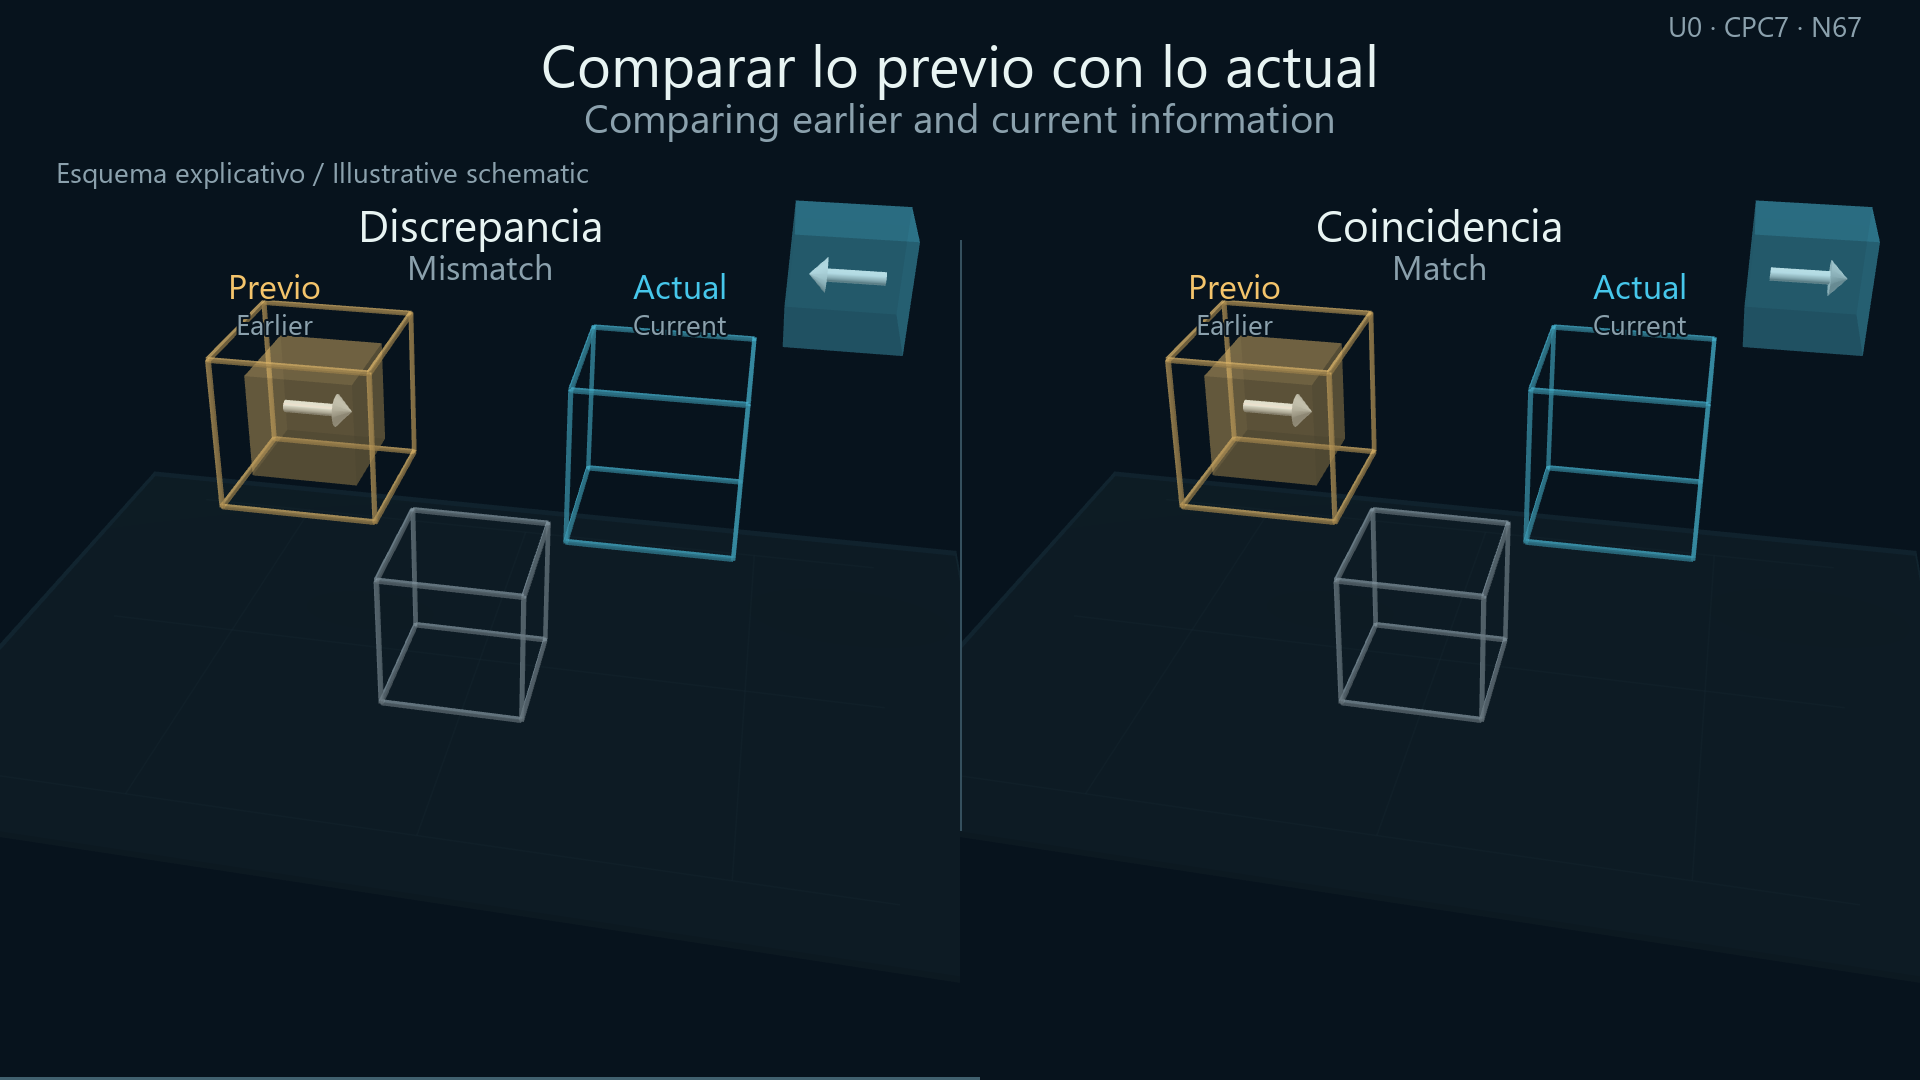 U0 · CPC7 · N67
Comparar lo previo con lo actual
Comparing earlier and current information
Esquema explicativo / Illustrative schematic
Discrepancia
Mismatch
Previo
Earlier
Actual
Current
Coincidencia
Match
Previo
Earlier
Actual
Current